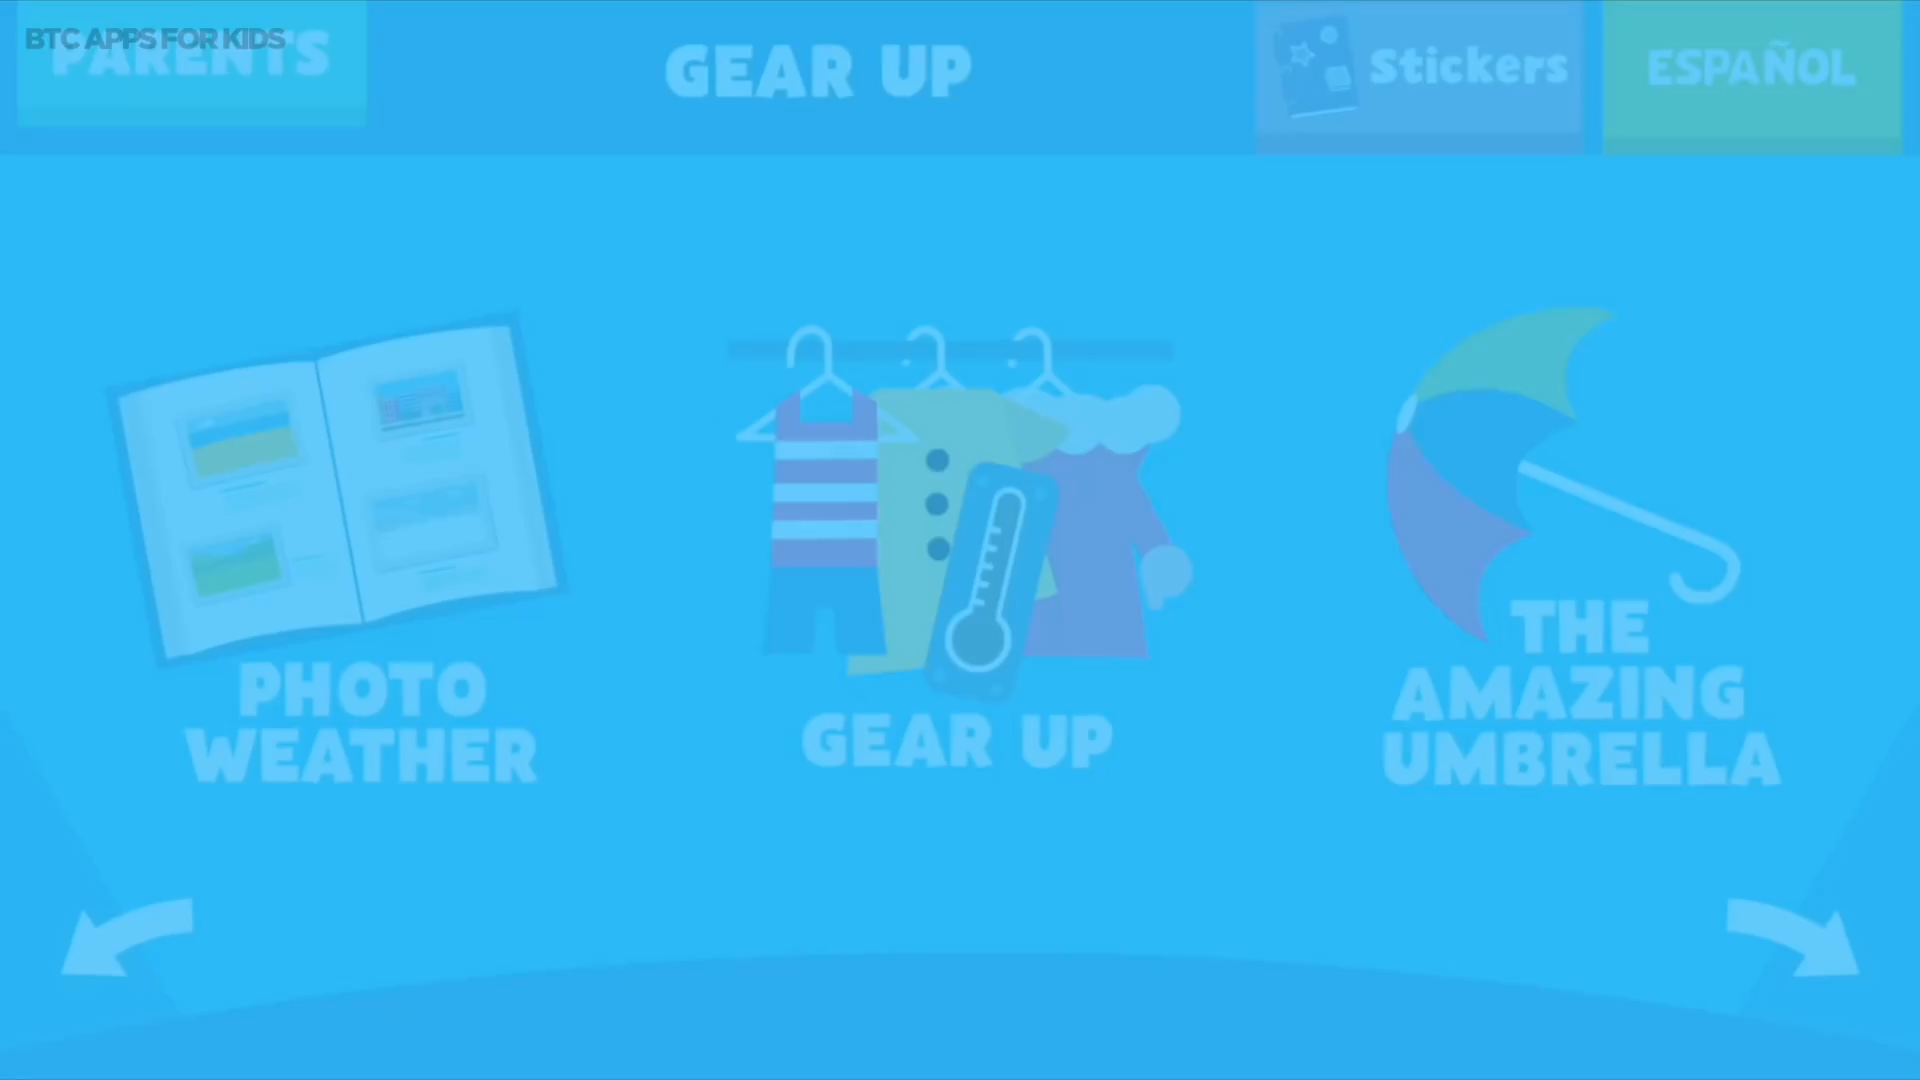 BTC APPS FOR KIDS
PARENTS
GEAR UP
Stickers
ESPAÑOL
PHOTO
WEATHER
GEAR UP
THE
AMAZING
UMBRELLA